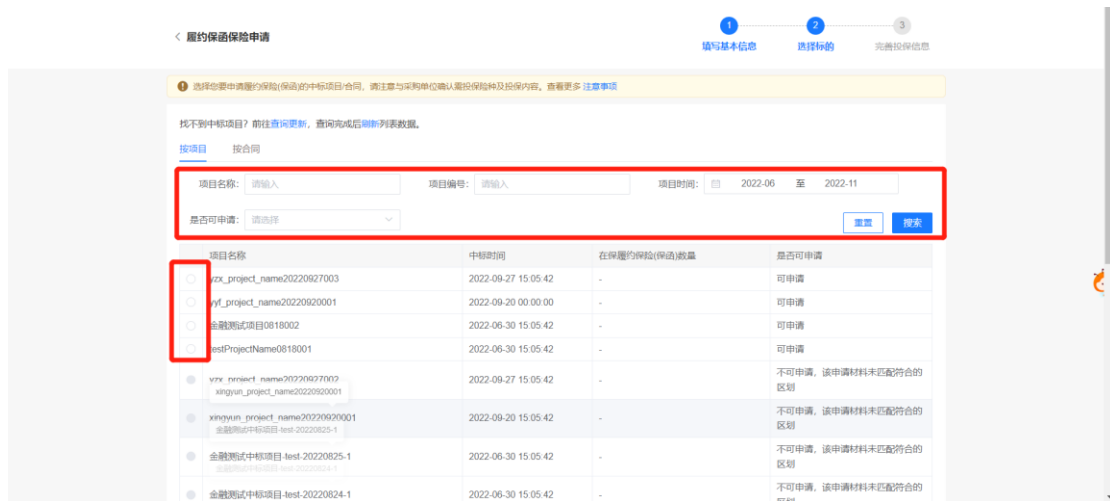 < 履约保函保险申请
1 2 3
填写基本信息 选择标的 完善投保信息
选择您要申请履约保险(保函)的中标项目/合同，请注意与采购单位确认需投保险种及投保内容。查看更多 注意事项
找不到中标项目？前往查询更新，查询完成后刷新列表数据。
按项目 按合同
项目名称： 请输入 项目编号： 请输入 项目时间： 2022-06 至 2022-11
是否可申请： 请选择 重置 搜索
项目名称 中标时间 在保履约保险(保函)数量 是否可申请
yzx_project_name20220927003 2022-09-27 15:05:42 - 可申请
yyf_project_name20220920001 2022-09-20 00:00:00 - 可申请
金融测试项目0818002 2022-06-30 15:05:42 - 可申请
testProjectName0818001 2022-06-30 15:05:42 - 可申请
yzx_project_name20220927002 2022-09-27 15:05:42 - 不可申请，该申请材料未匹配符合的
区划
xingyun_project_name20220920001
xingyun_project_name20220920001 2022-09-20 15:05:42 - 不可申请，该申请材料未匹配符合的
区划
金融测试中标项目-test-20220825-1
金融测试中标项目-test-20220825-1 2022-06-30 15:05:42 - 不可申请，该申请材料未匹配符合的
区划
金融测试中标项目-test-20220824-1
金融测试中标项目-test-20220824-1 2022-06-30 15:05:42 - 不可申请，该申请材料未匹配符合的